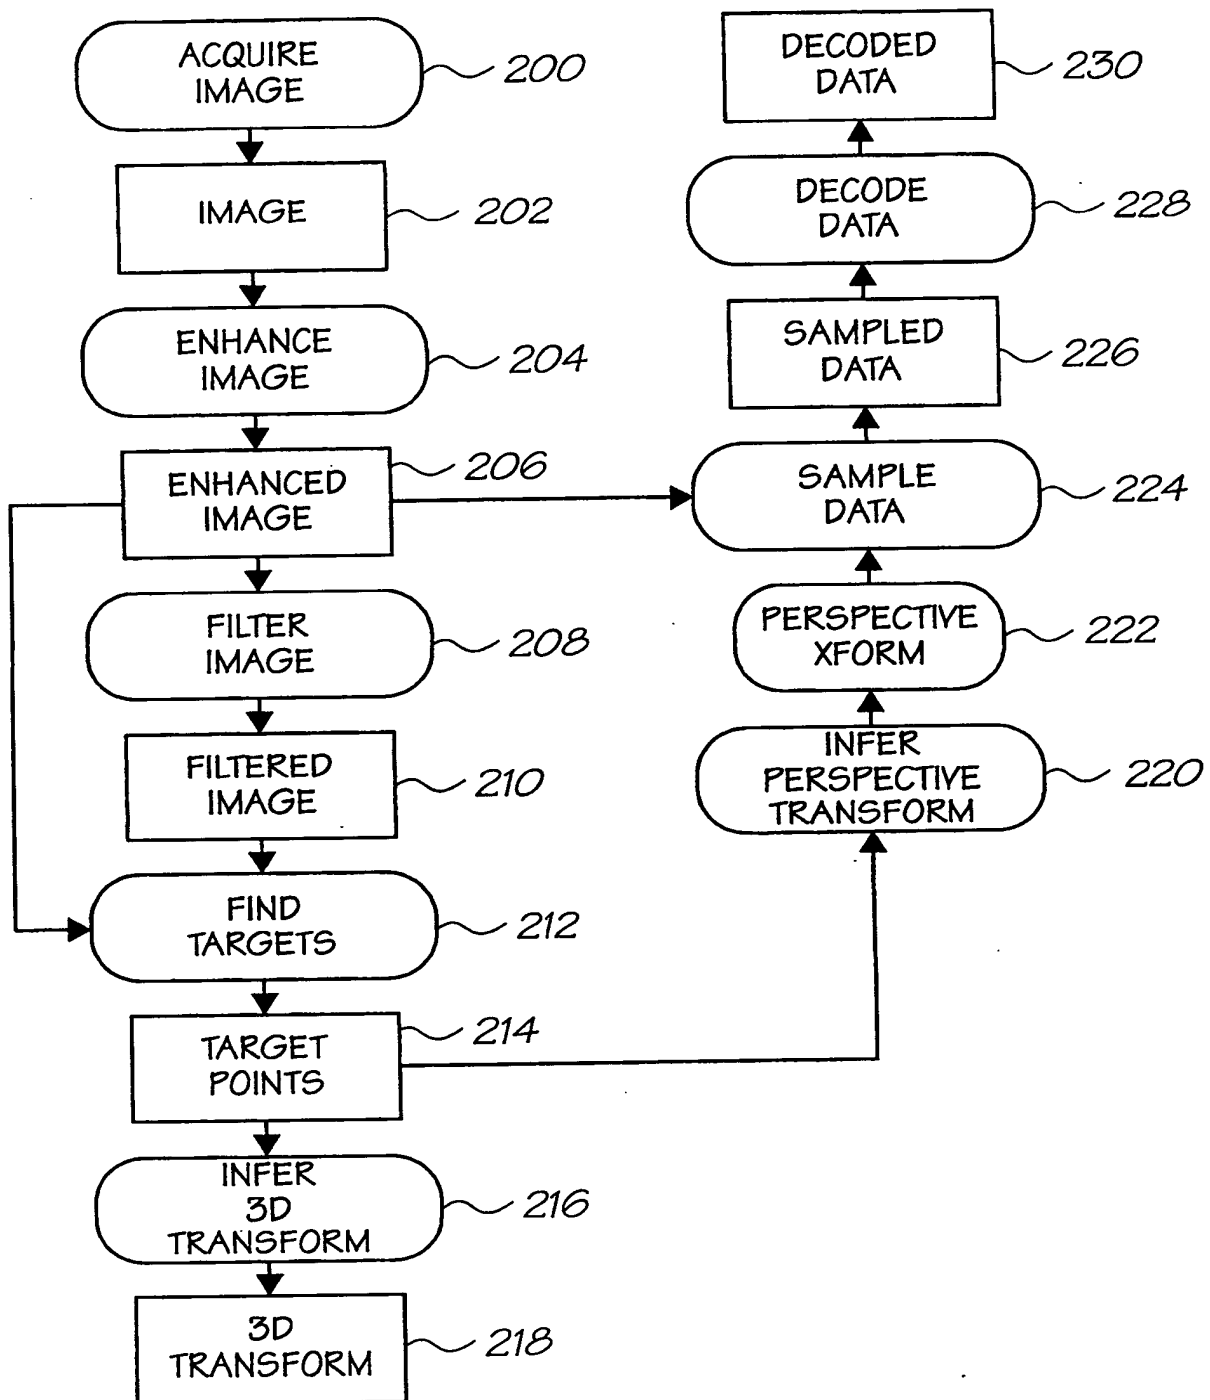 ACQUIRE
IMAGE
200
IMAGE
202
ENHANCE
IMAGE
204
ENHANCED
IMAGE
206
FILTER
IMAGE
208
FILTERED
IMAGE
210
FIND
TARGETS
212
TARGET
POINTS
214
INFER
3D
TRANSFORM
216
3D
TRANSFORM
218
DECODED
DATA
230
DECODE
DATA
228
SAMPLED
DATA
226
SAMPLE
DATA
224
PERSPECTIVE
XFORM
222
INFER
PERSPECTIVE
TRANSFORM
220